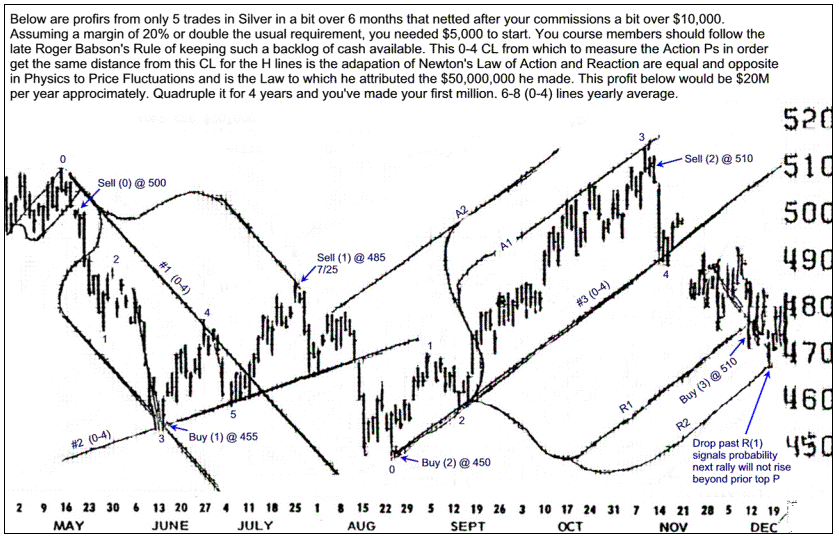 Below are profirs from only 5 trades in Silver in a bit over 6 months that netted after your commissions a bit over $10,000.
Assuming a margin of 20% or double the usual requirement, you needed $5,000 to start. You course members should follow the
late Roger Babson's Rule of keeping such a backlog of cash available. This 0-4 CL from which to measure the Action Ps in order
get the same distance from this CL for the H lines is the adapation of Newton's Law of Action and Reaction are equal and opposite
in Physics to Price Fluctuations and is the Law to which he attributed the $50,000,000 he made. This profit below would be $20M
per year approcimately. Quadruple it for 4 years and you've made your first million. 6-8 (0-4) lines yearly average.
520
0
3
Sell (2) @ 510
510
Sell (0) @ 500
A2
500
A1
490
#1 (0-4)
2
Sell (1) @ 485
7/25
4
#3 (0-4)
480
4
1
1
470
Buy (3) @ 510
5
2
R1
460
#2 (0-4)
3
Buy (1) @ 455
R2
450
0
Buy (2) @ 450
Drop past R(1)
signals probability
next rally will not rise
beyond prior top P
2 9 16 23 30 6 13 20 27 4 11 18 25 1 8 15 22 29 5 12 19 26 3 10 17 24 31 7 14 21 28 5 12 19
MAY JUNE JULY AUG SEPT OCT NOV DEC